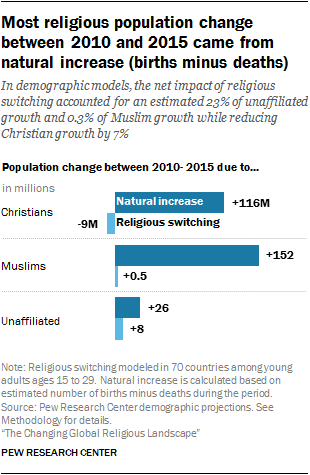 Most religious population change
between 2010 and 2015 came from
natural increase (births minus deaths)
In demographic models, the net impact of religious
switching accounted for an estimated 23% of unaffiliated
growth and 0.3% of Muslim growth while reducing
Christian growth by 7%
Population change between 2010- 2015 due to...
in millions
Christians
Natural increase
+116M
-9M
Religious switching
Muslims
+152
+0.5
Unaffiliated
+26
+8
Note: Religious switching modeled in 70 countries among young
adults ages 15 to 29. Natural increase is calculated based on
estimated number of births minus deaths during the period.
Source: Pew Research Center demographic projections. See
Methodology for details.
“The Changing Global Religious Landscape”
PEW RESEARCH CENTER